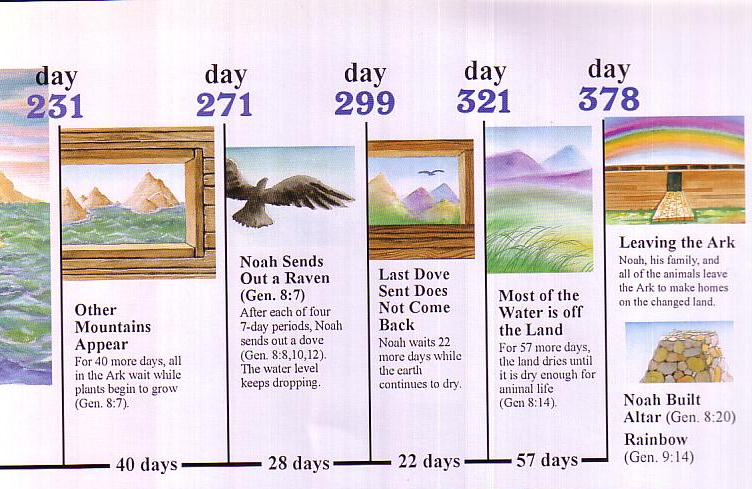 day
231
day
271
day
299
day
321
day
378
Other
Mountains
Appear
For 40 more days, all
in the Ark wait while
plants begin to grow
(Gen. 8:7).
Noah Sends
Out a Raven
(Gen. 8:7)
After each of four
7-day periods, Noah
sends out a dove
(Gen. 8:8,10,12).
The water level
keeps dropping.
Last Dove
Sent Does
Not Come
Back
Noah waits 22
more days while
the earth
continues to dry.
Most of the
Water is off
the Land
For 57 more days,
the land dries until
it is dry enough for
animal life
(Gen 8:14).
Leaving the Ark
Noah, his family, and
all of the animals leave
the Ark to make homes
on the changed land.
Noah Built
Altar (Gen. 8:20)
Rainbow
(Gen. 9:14)
40 days
28 days
22 days
57 days